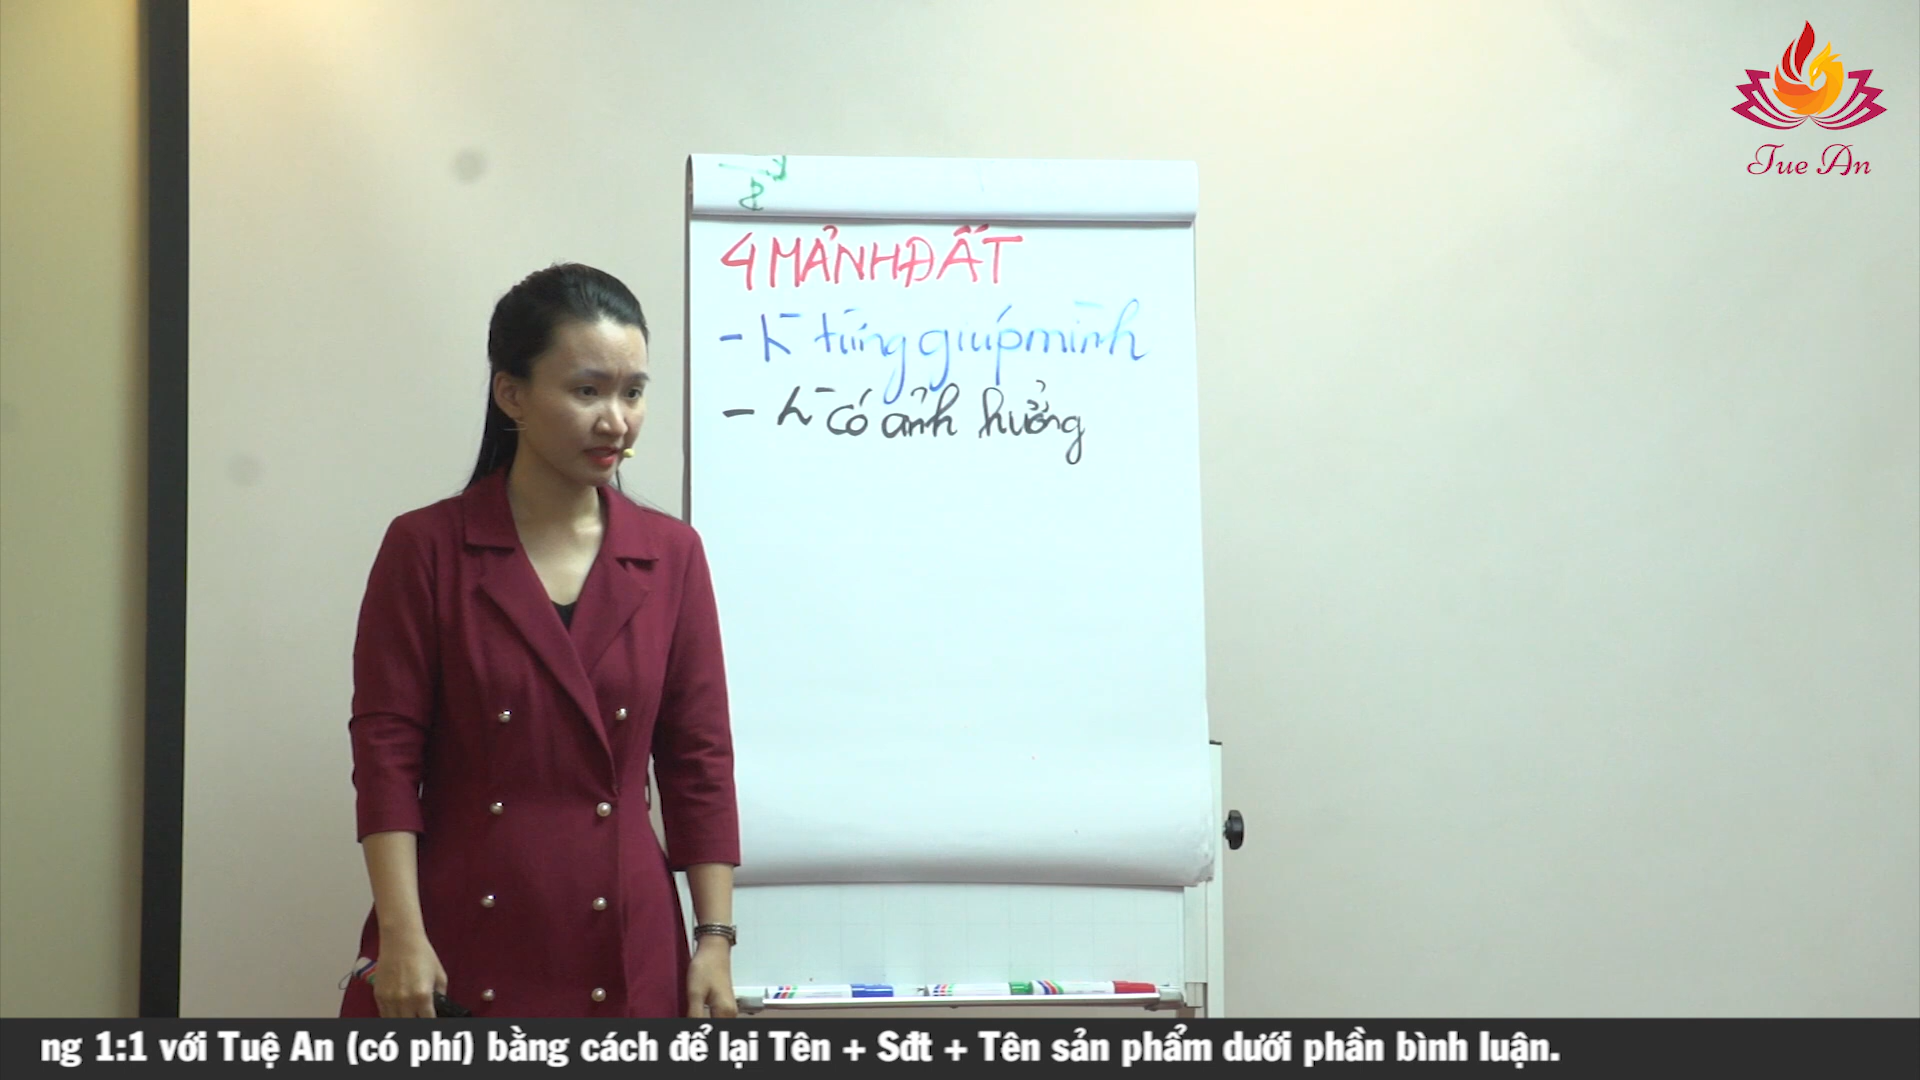 Tue An
4 MẢNH ĐẤT
- từng giúp mình
- có ảnh hưởng
ng 1:1 với Tuệ An (có phí) bằng cách để lại Tên + Sđt + Tên sản phẩm dưới phần bình luận.